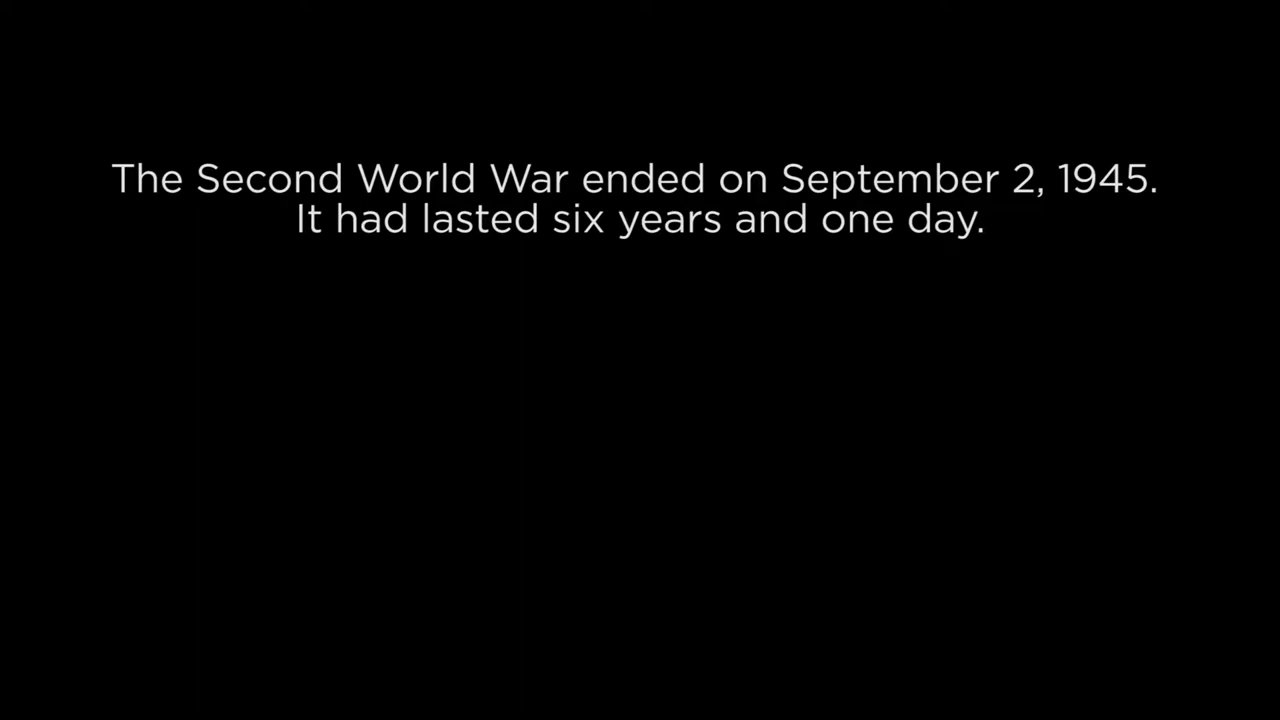 The Second World War ended on September 2, 1945.
It had lasted six years and one day.